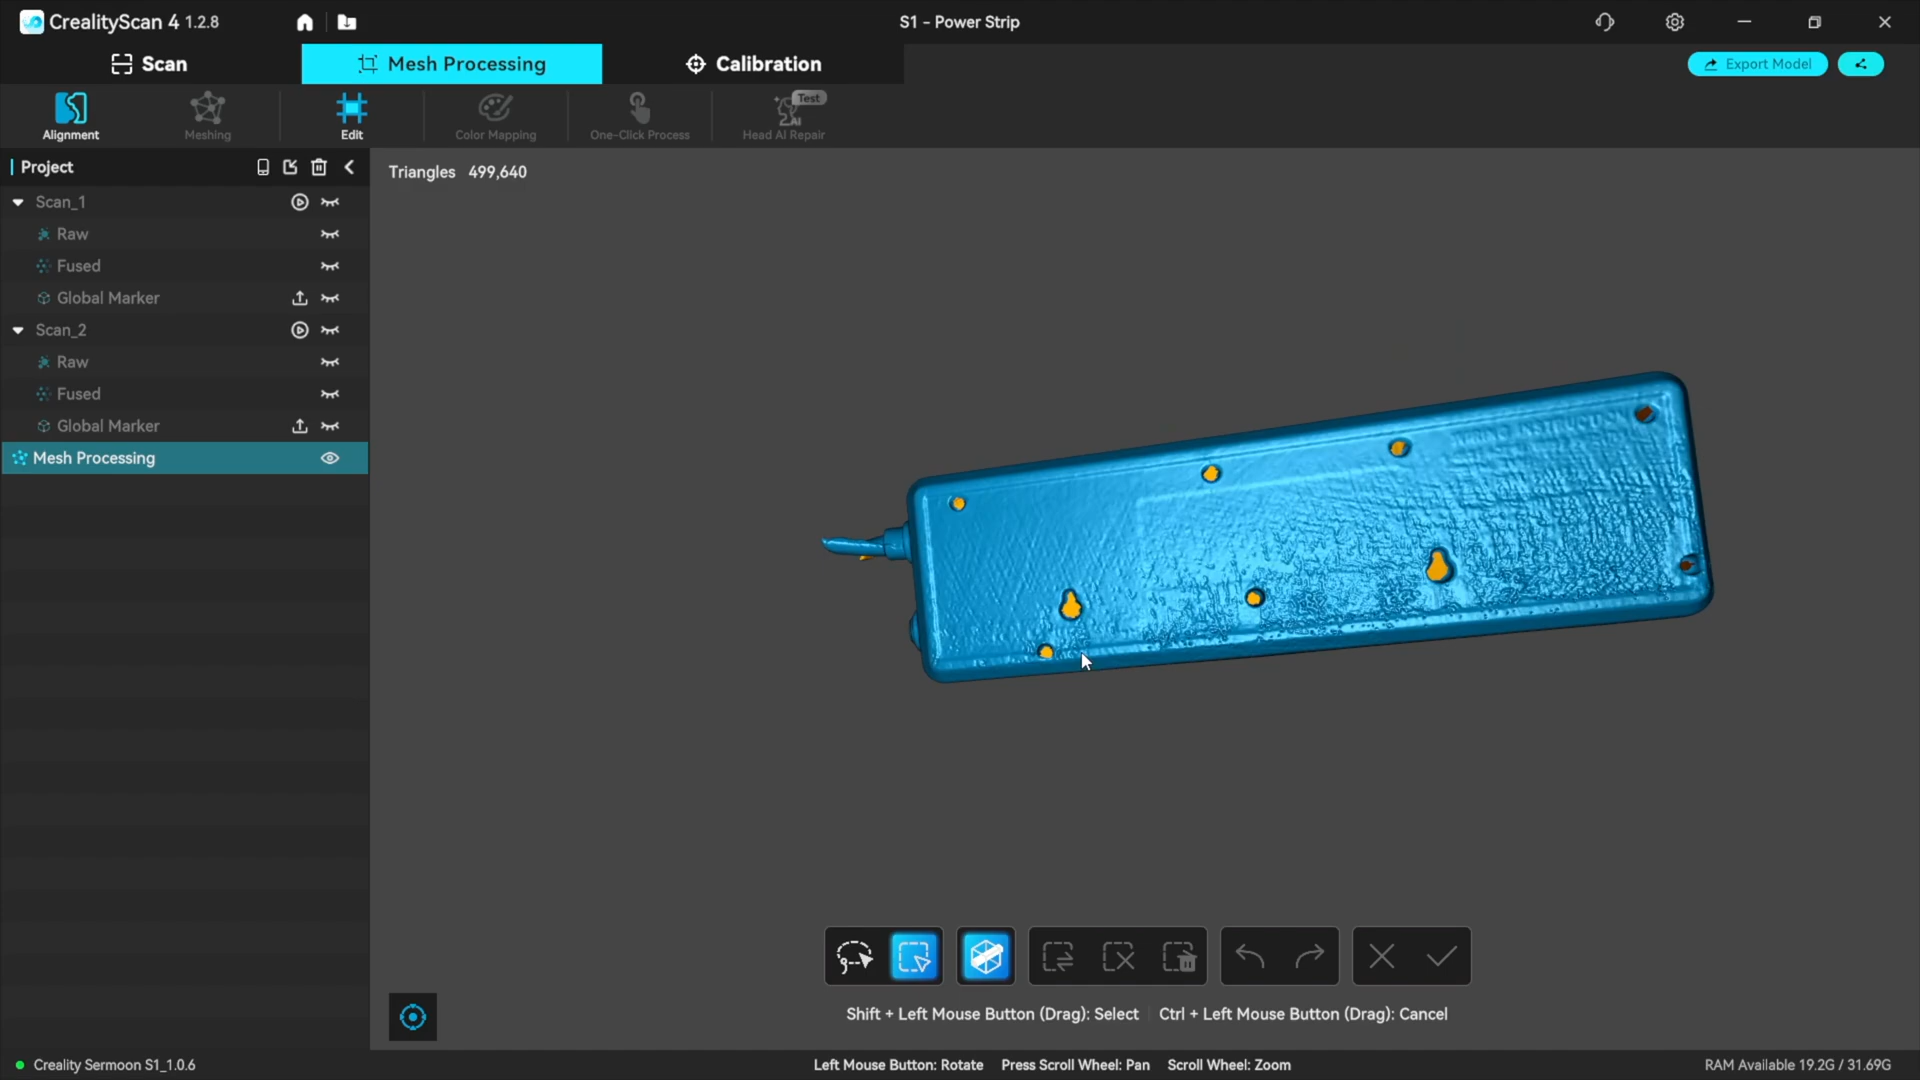 CrealityScan 4 1.2.8
S1 - Power Strip
Scan
Mesh Processing
Calibration
Export Model
Alignment
Meshing
Edit
Color Mapping
One-Click Process
Test
AI
Head AI Repair
Project
Triangles 499,640
Scan_1
Raw
Fused
Global Marker
Scan_2
Raw
Fused
Global Marker
Mesh Processing
Shift + Left Mouse Button (Drag): Select
Ctrl + Left Mouse Button (Drag): Cancel
Creality Sermoon S1_1.0.6
Left Mouse Button: Rotate Press Scroll Wheel: Pan Scroll Wheel: Zoom
RAM Available 19.2G / 31.69G